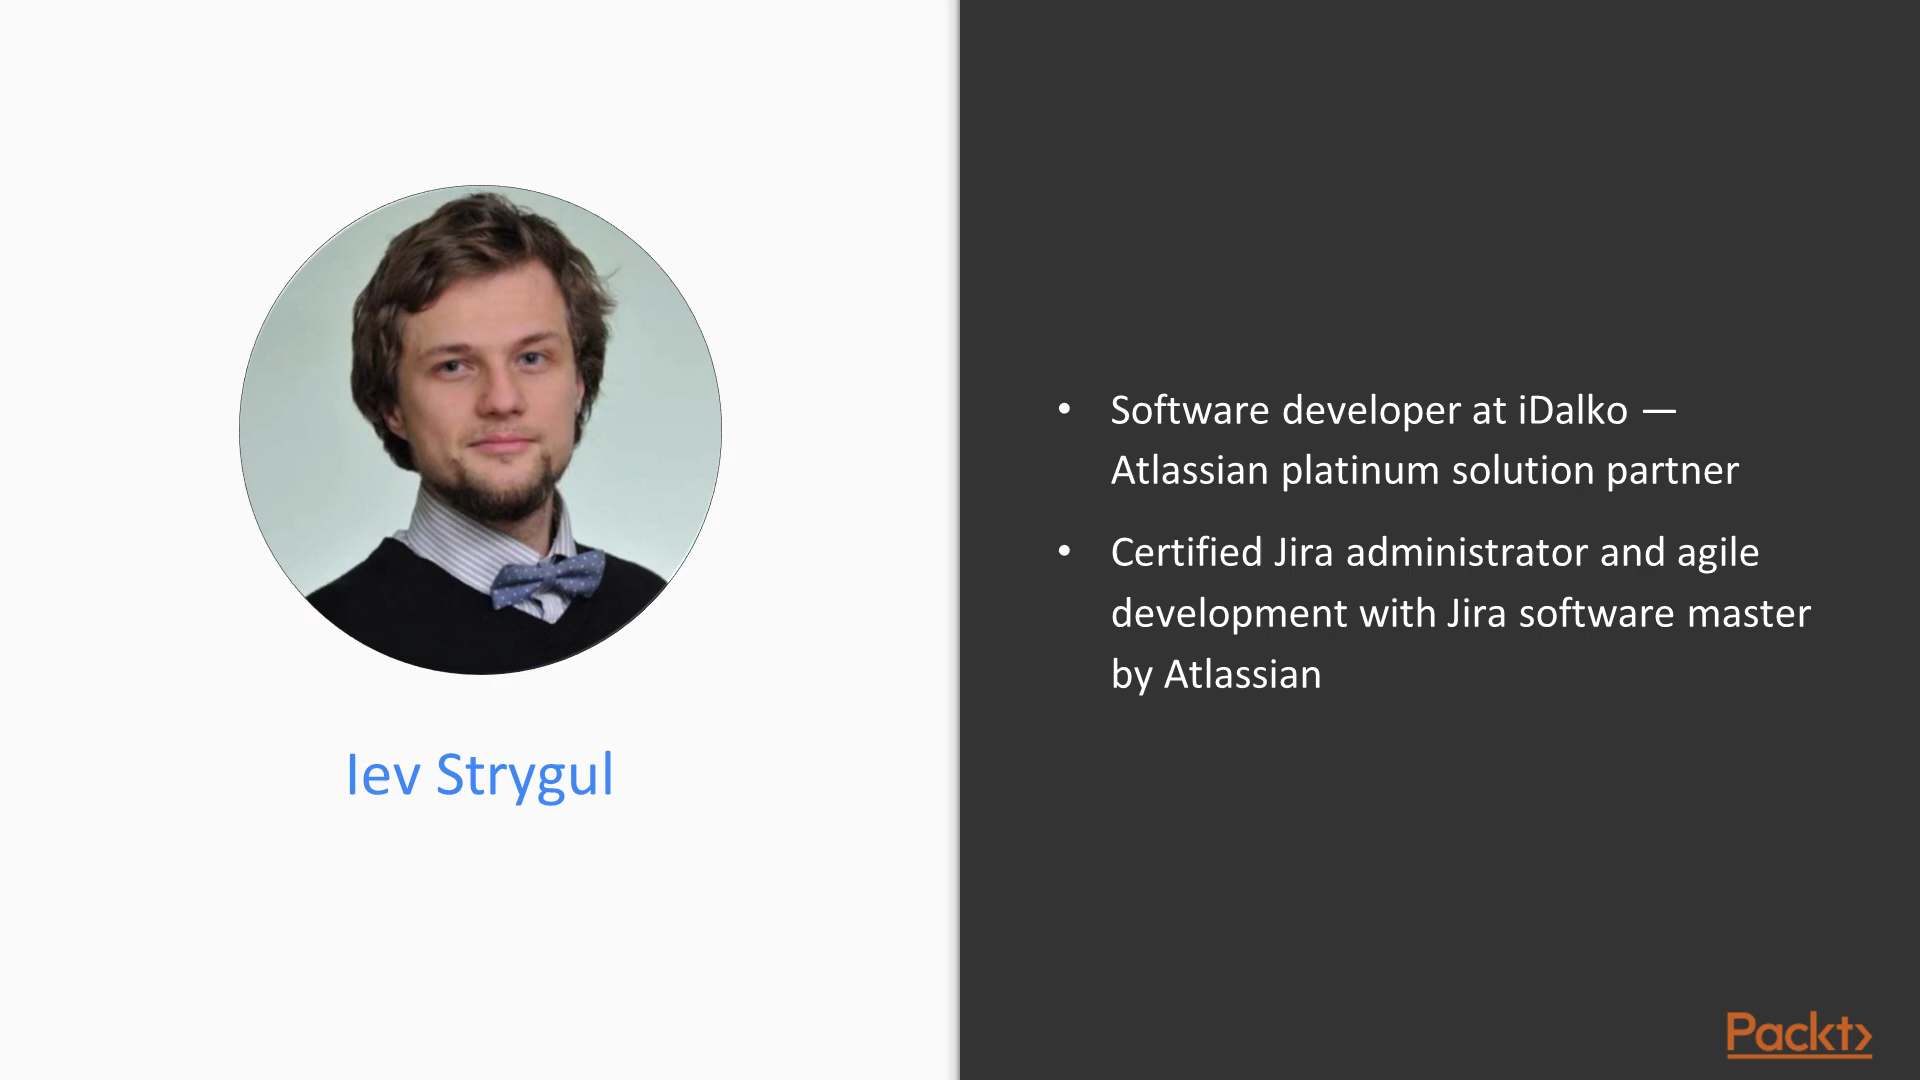 Iev Strygul
• Software developer at iDalko —
Atlassian platinum solution partner
• Certified Jira administrator and agile
development with Jira software master
by Atlassian
Packt